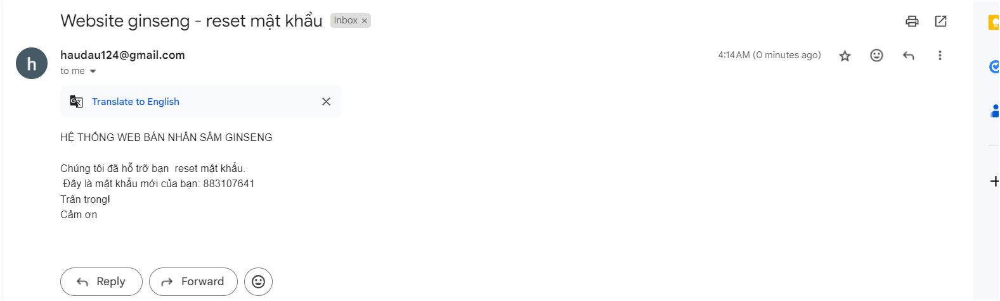 Website ginseng - reset mật khẩu Inbox ×
haudau124@gmail.com 4:14 AM (0 minutes ago)
to me
Translate to English
HỆ THỐNG WEB BÁN NHÂN SÂM GINSENG
Chúng tôi đã hỗ trỡ bạn  reset mật khẩu.
Đây là mật khẩu mới của bạn: 883107641
Trân trọng!
Cảm ơn
Reply Forward